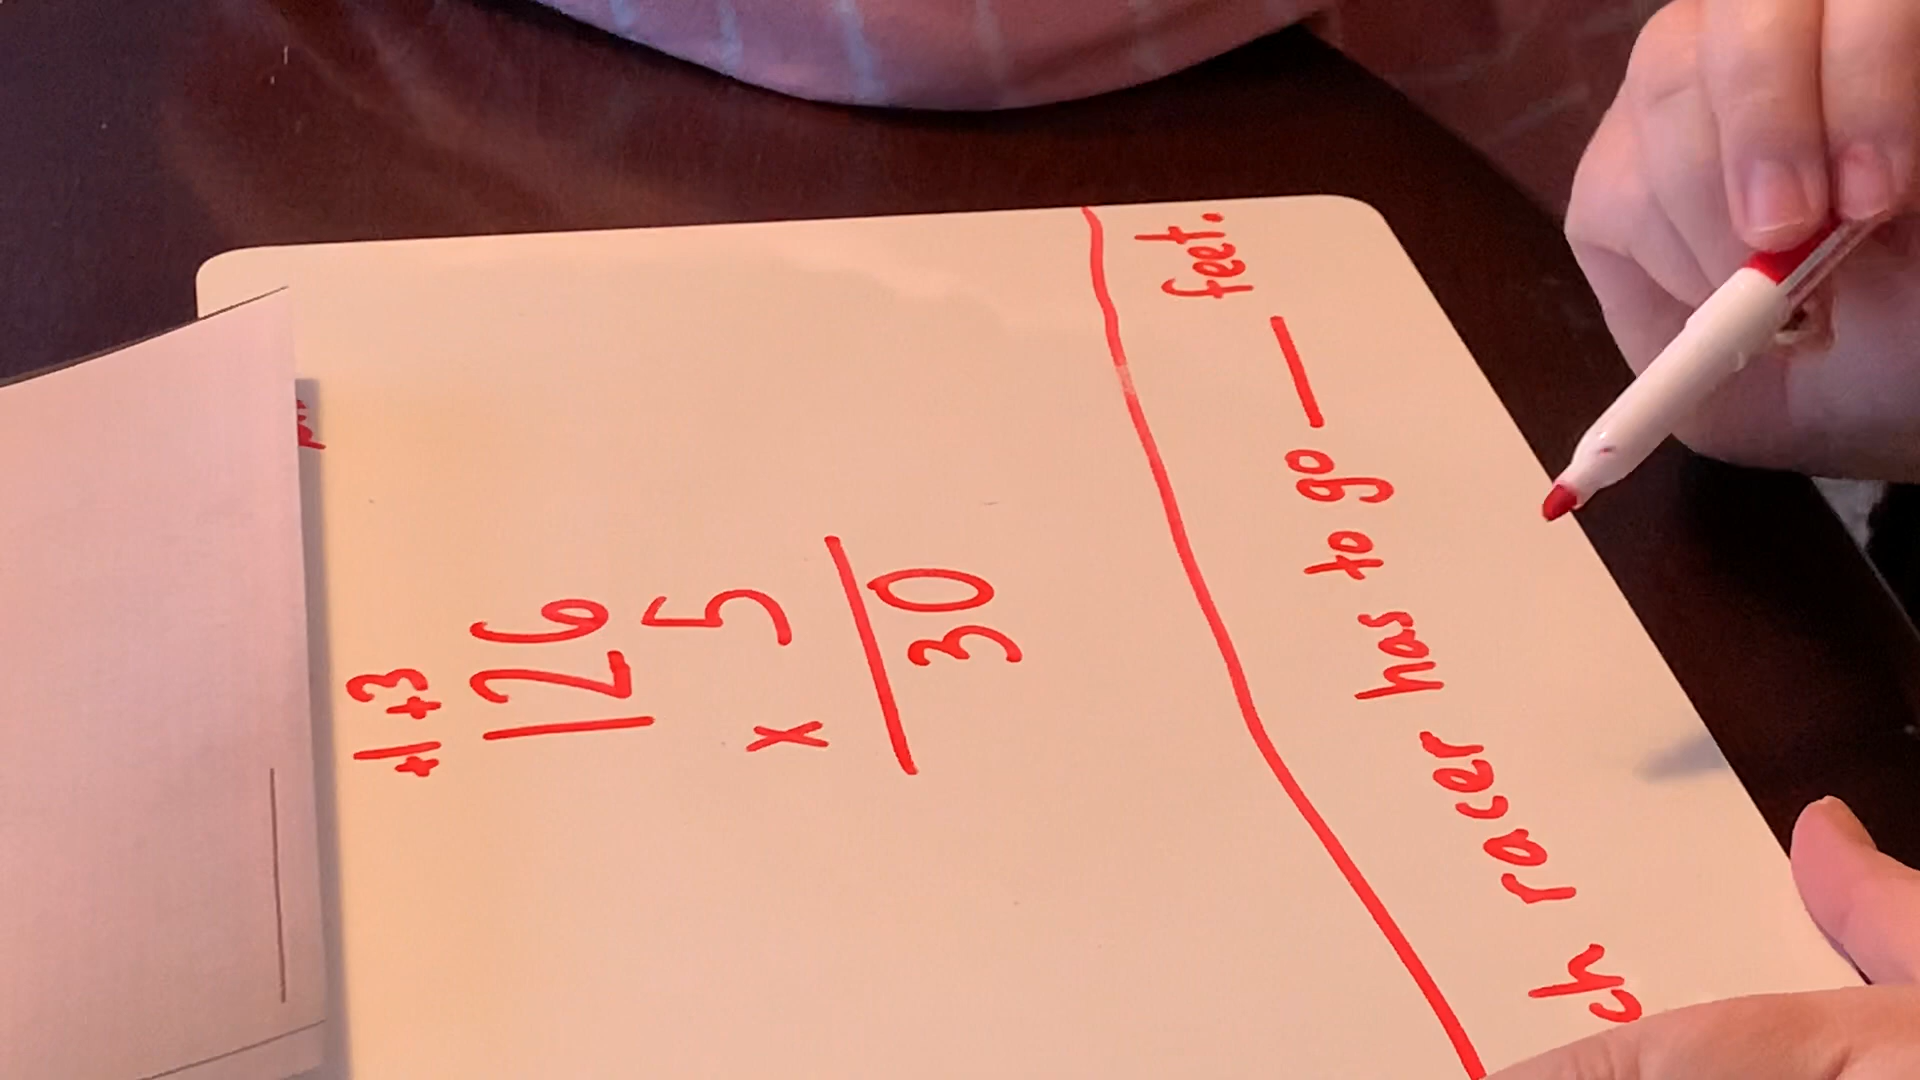 +1 +3
126
x 5
30
ch racer has to go —
feet.